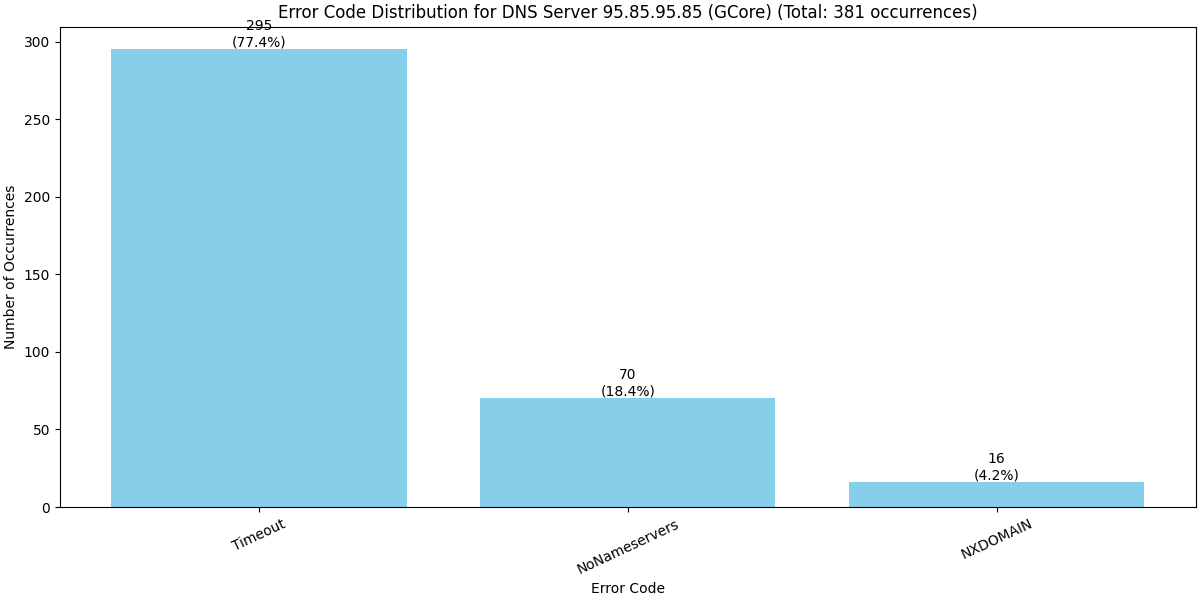 Error Code Distribution for DNS Server 95.85.95.85 (GCore) (Total: 381 occurrences)
Number of Occurrences
300
250
200
150
100
50
0
295
(77.4%)
70
(18.4%)
16
(4.2%)
Timeout
NoNameservers
NXDOMAIN
Error Code